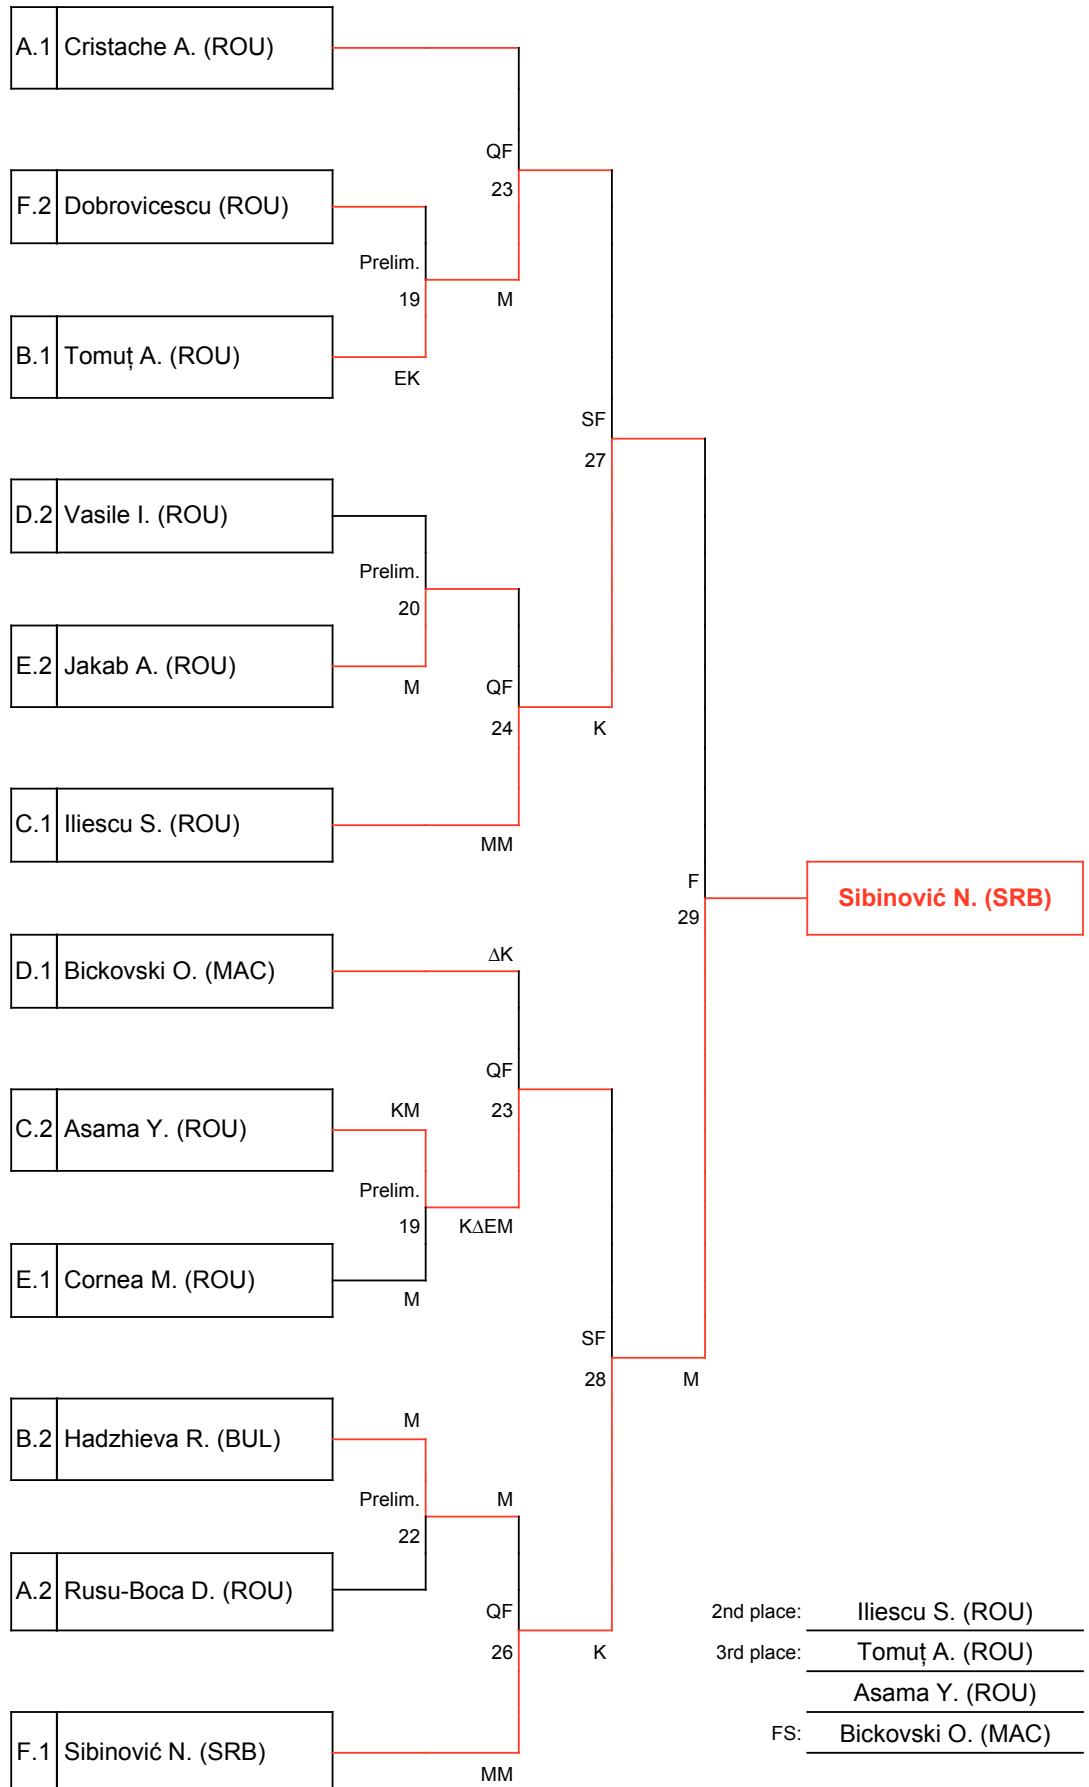 A.1 Cristache A. (ROU)
QF
23
F.2 Dobrovicescu (ROU)
Prelim.
19
M
B.1 Tomuț A. (ROU)
EK
SF
27
D.2 Vasile I. (ROU)
Prelim.
20
E.2 Jakab A. (ROU)
M
QF
24
K
C.1 Iliescu S. (ROU)
MM
F
29
Sibinović N. (SRB)
D.1 Bickovski O. (MAC)
∆K
QF
23
C.2 Asama Y. (ROU)
KM
Prelim.
19
K∆EM
E.1 Cornea M. (ROU)
M
SF
28
M
B.2 Hadzhieva R. (BUL)
M
Prelim.
22
M
A.2 Rusu-Boca D. (ROU)
QF
26
K
F.1 Sibinović N. (SRB)
MM
2nd place: Iliescu S. (ROU)
3rd place: Tomuț A. (ROU)
Asama Y. (ROU)
FS: Bickovski O. (MAC)